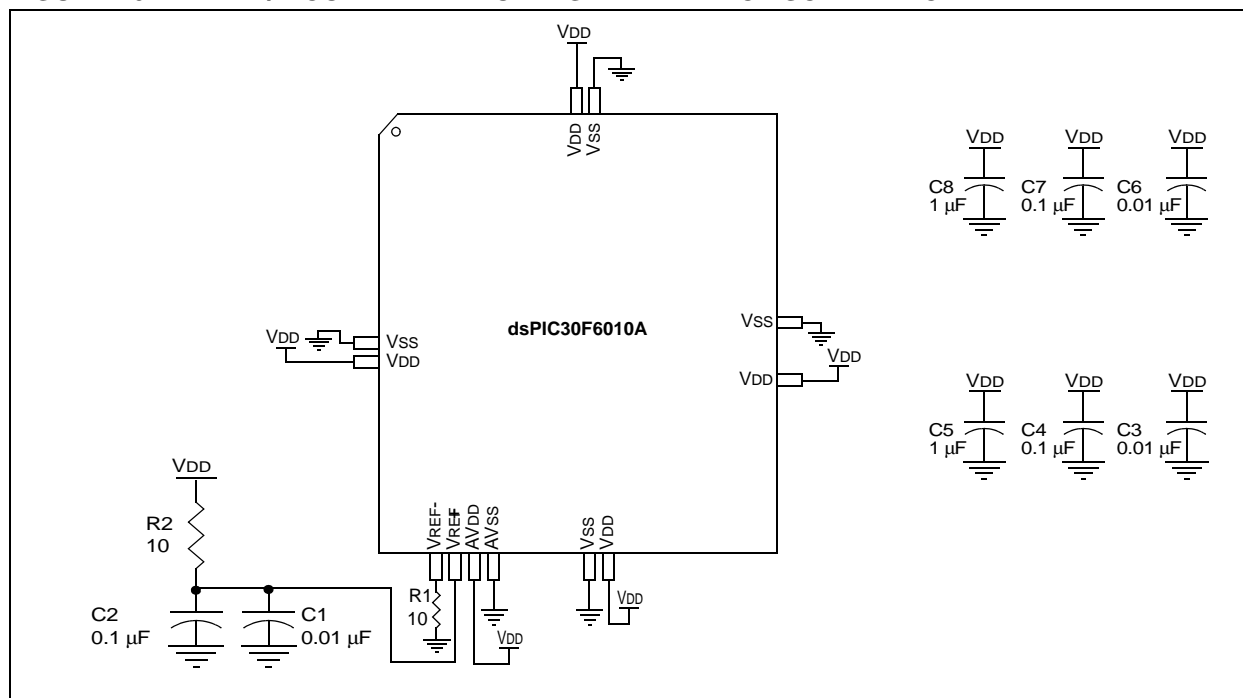 VDD
VDD
VSS
VDD
VDD
VDD
C8
1 µF
C7
0.1 µF
C6
0.01 µF
dsPIC30F6010A
VSS
VDD
VDD
VDD
VSS
VDD
VDD
VDD
VDD
C5
1 µF
C4
0.1 µF
C3
0.01 µF
VDD
R2
10
VREF-
VREF+
AVDD
AVSS
VSS
VDD
R1
10
VDD
VDD
C2
0.1 µF
C1
0.01 µF